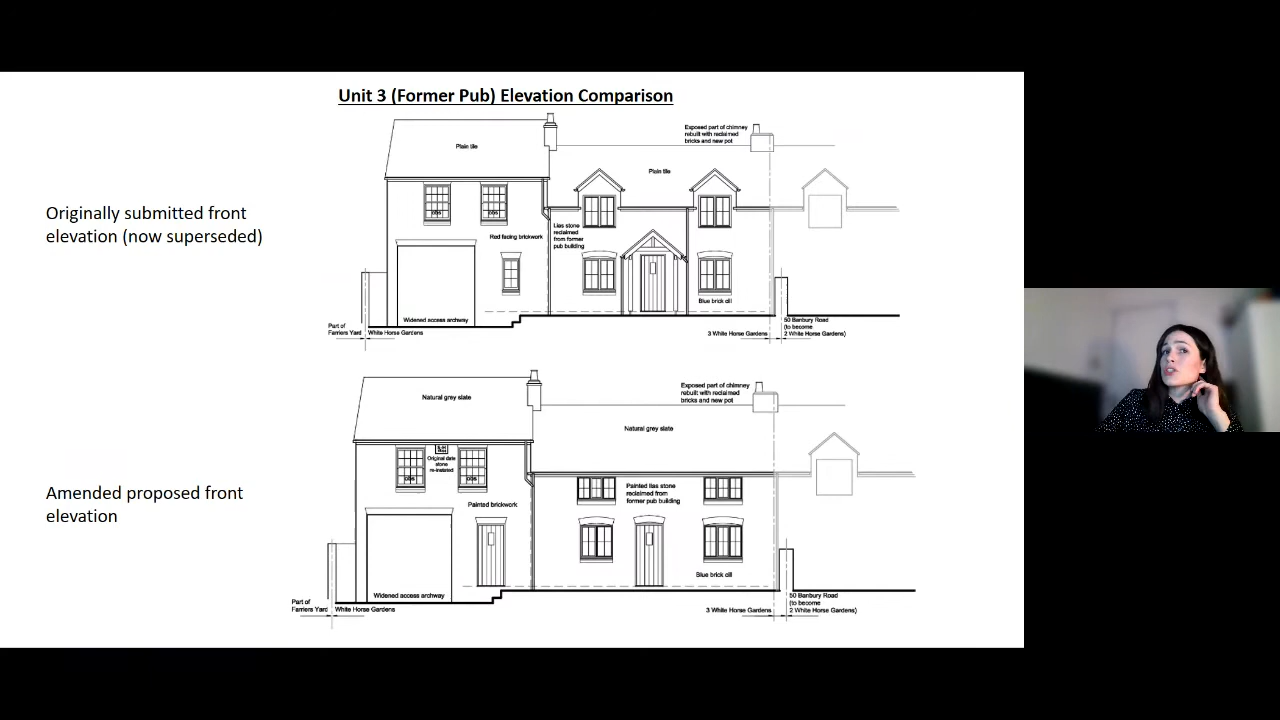 Unit 3 (Former Pub) Elevation Comparison
Exposed part of chimney
rebuilt with reclaimed
bricks and new pot
Plain tile
Plain tile
Originally submitted front
elevation (now superseded)
obs
obs
Red facing brickwork
Lias stone
reclaimed
from former
pub building
Blue brick cill
Widened access archway
Part of
Farriers Yard
White Horse Gardens
3 White Horse Gardens
50 Banbury Road
(to become
2 White Horse Gardens)
Exposed part of chimney
rebuilt with reclaimed
bricks and new pot
Natural grey slate
Natural grey slate
Original date
stone
re-instated
obs
obs
Painted lias stone
reclaimed from
former pub building
Amended proposed front
elevation
Painted brickwork
Blue brick cill
Widened access archway
Part of
Farriers Yard
White Horse Gardens
3 White Horse Gardens
50 Banbury Road
(to become
2 White Horse Gardens)